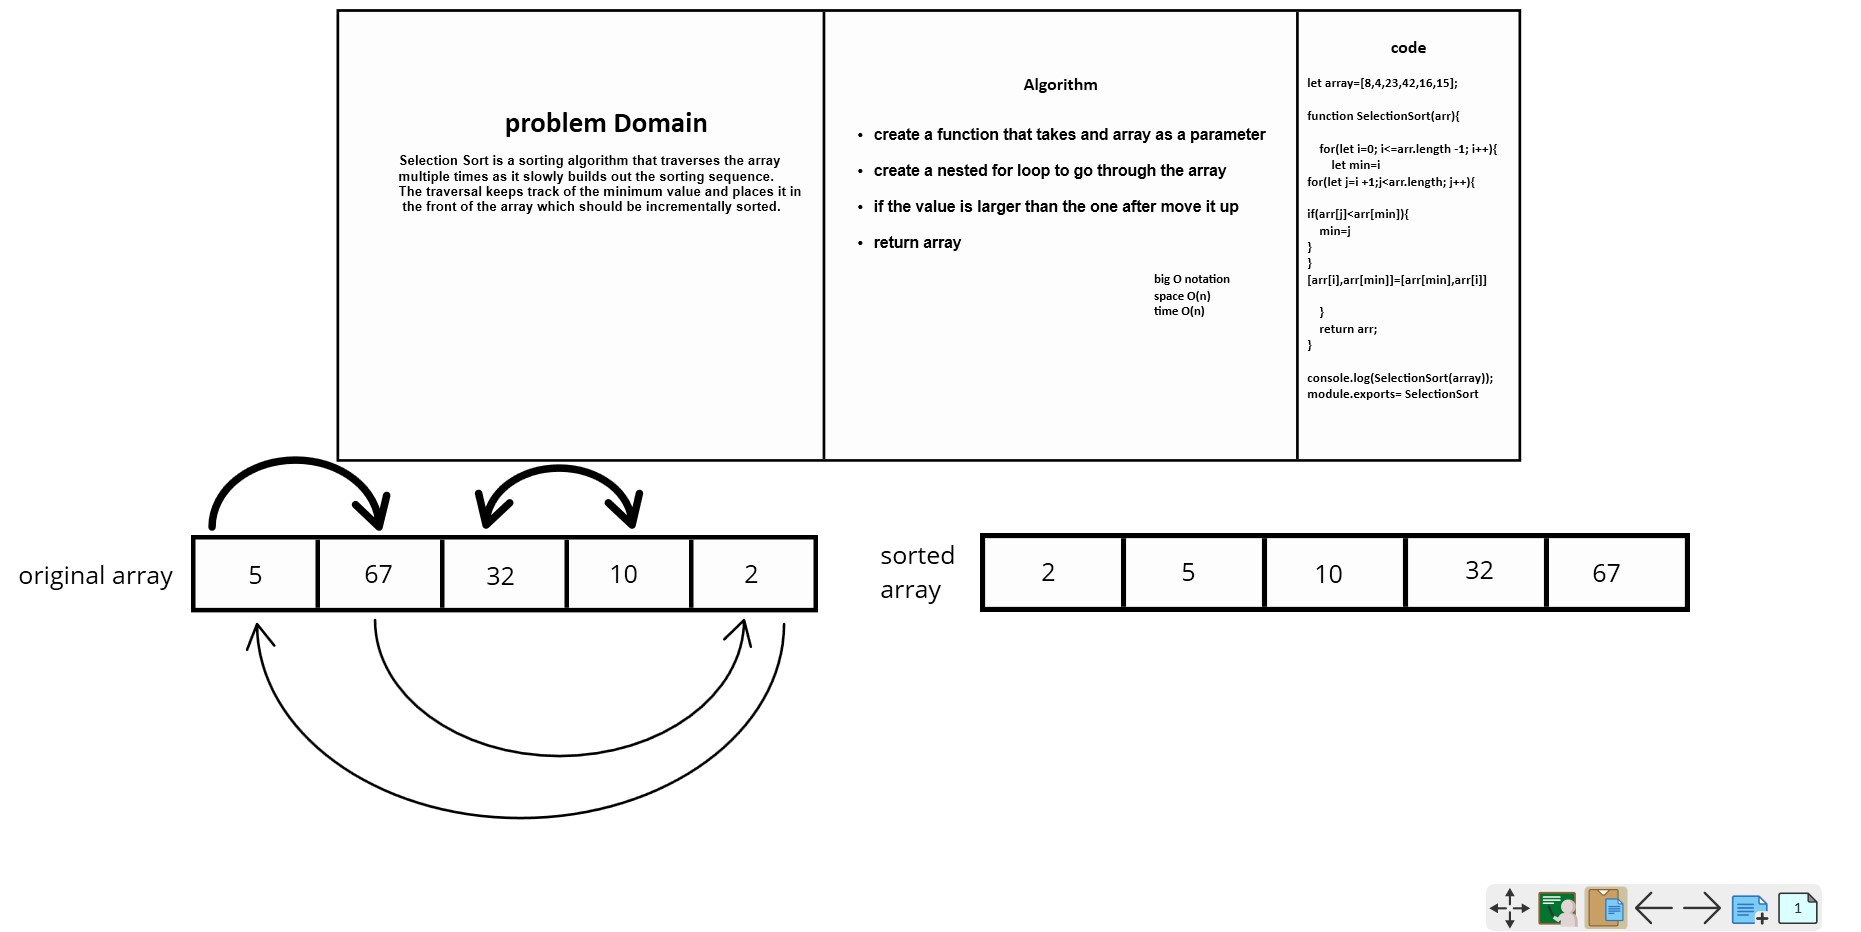 problem Domain
Selection Sort is a sorting algorithm that traverses the array
multiple times as it slowly builds out the sorting sequence.
The traversal keeps track of the minimum value and places it in
the front of the array which should be incrementally sorted.
Algorithm
• create a function that takes and array as a parameter
• create a nested for loop to go through the array
• if the value is larger than the one after move it up
• return array
big O notation
space O(n)
time O(n)
code
let array=[8,4,23,42,16,15];
function SelectionSort(arr){
for(let i=0; i<=arr.length -1; i++){
let min=i
for(let j=i +1;j<arr.length; j++){
if(arr[j]<arr[min]){
min=j
}
}
[arr[i],arr[min]]=[arr[min],arr[i]]
}
return arr;
}
console.log(SelectionSort(array));
module.exports= SelectionSort
original array
5 67 32 10 2
sorted
array
2 5 10 32 67
1